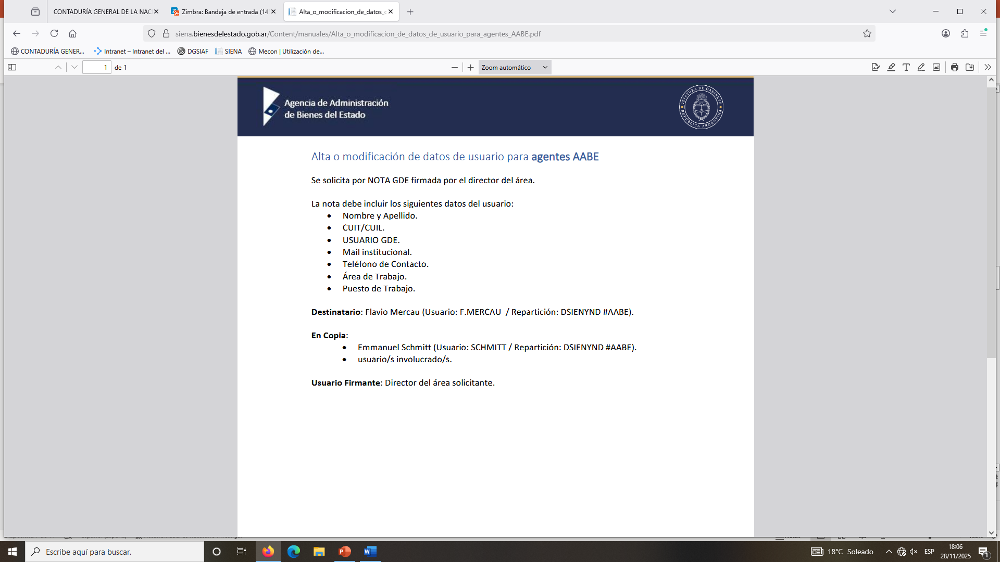 CONTADURÍA GENERAL DE LA NAC
Zimbra: Bandeja de entrada (14
Alta_o_modificacion_de_datos_
siena.bienesdelestado.gob.ar/Content/manuales/Alta_o_modificacion_de_datos_de_usuario_para_agentes_AABE.pdf
CONTADURÍA GENER...
Intranet – Intranet del ...
DGSIAF
SIENA
Mecon | Utilización de...
1 de 1
Zoom automático
Agencia de Administración
de Bienes del Estado
JEFATURA DE GABINETE
REPÚBLICA ARGENTINA
Alta o modificación de datos de usuario para agentes AABE
Se solicita por NOTA GDE firmada por el director del área.
La nota debe incluir los siguientes datos del usuario:
• Nombre y Apellido.
• CUIT/CUIL.
• USUARIO GDE.
• Mail institucional.
• Teléfono de Contacto.
• Área de Trabajo.
• Puesto de Trabajo.
Destinatario: Flavio Mercau (Usuario: F.MERCAU / Repartición: DSIENYND #AABE).
En Copia:
• Emmanuel Schmitt (Usuario: SCHMITT / Repartición: DSIENYND #AABE).
• usuario/s involucrado/s.
Usuario Firmante: Director del área solicitante.
Escribe aquí para buscar.
18°C Soleado
ESP
18:06
28/11/2025
1